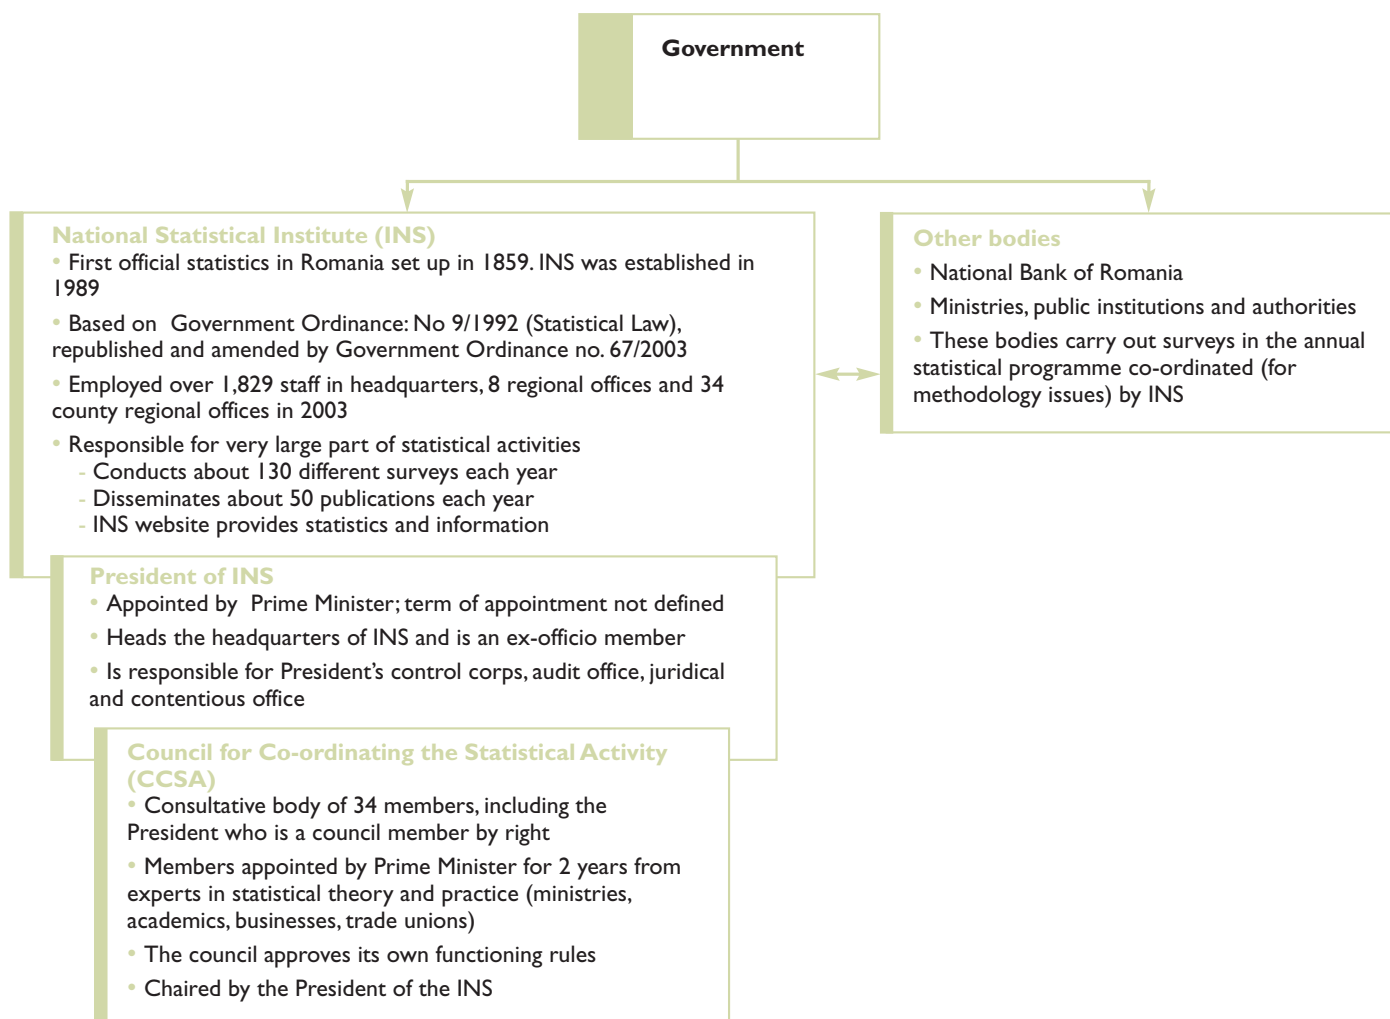 Government
National Statistical Institute (INS)
• First official statistics in Romania set up in 1859. INS was established in
1989
• Based on Government Ordinance: No 9/1992 (Statistical Law),
republished and amended by Government Ordinance no. 67/2003
• Employed over 1,829 staff in headquarters, 8 regional offices and 34
county regional offices in 2003
• Responsible for very large part of statistical activities
- Conducts about 130 different surveys each year
- Disseminates about 50 publications each year
- INS website provides statistics and information
Other bodies
• National Bank of Romania
• Ministries, public institutions and authorities
• These bodies carry out surveys in the annual
statistical programme co-ordinated (for
methodology issues) by INS
President of INS
• Appointed by Prime Minister; term of appointment not defined
• Heads the headquarters of INS and is an ex-officio member
• Is responsible for President's control corps, audit office, juridical
and contentious office
Council for Co-ordinating the Statistical Activity
(CCSA)
• Consultative body of 34 members, including the
President who is a council member by right
• Members appointed by Prime Minister for 2 years from
experts in statistical theory and practice (ministries,
academics, businesses, trade unions)
• The council approves its own functioning rules
• Chaired by the President of the INS